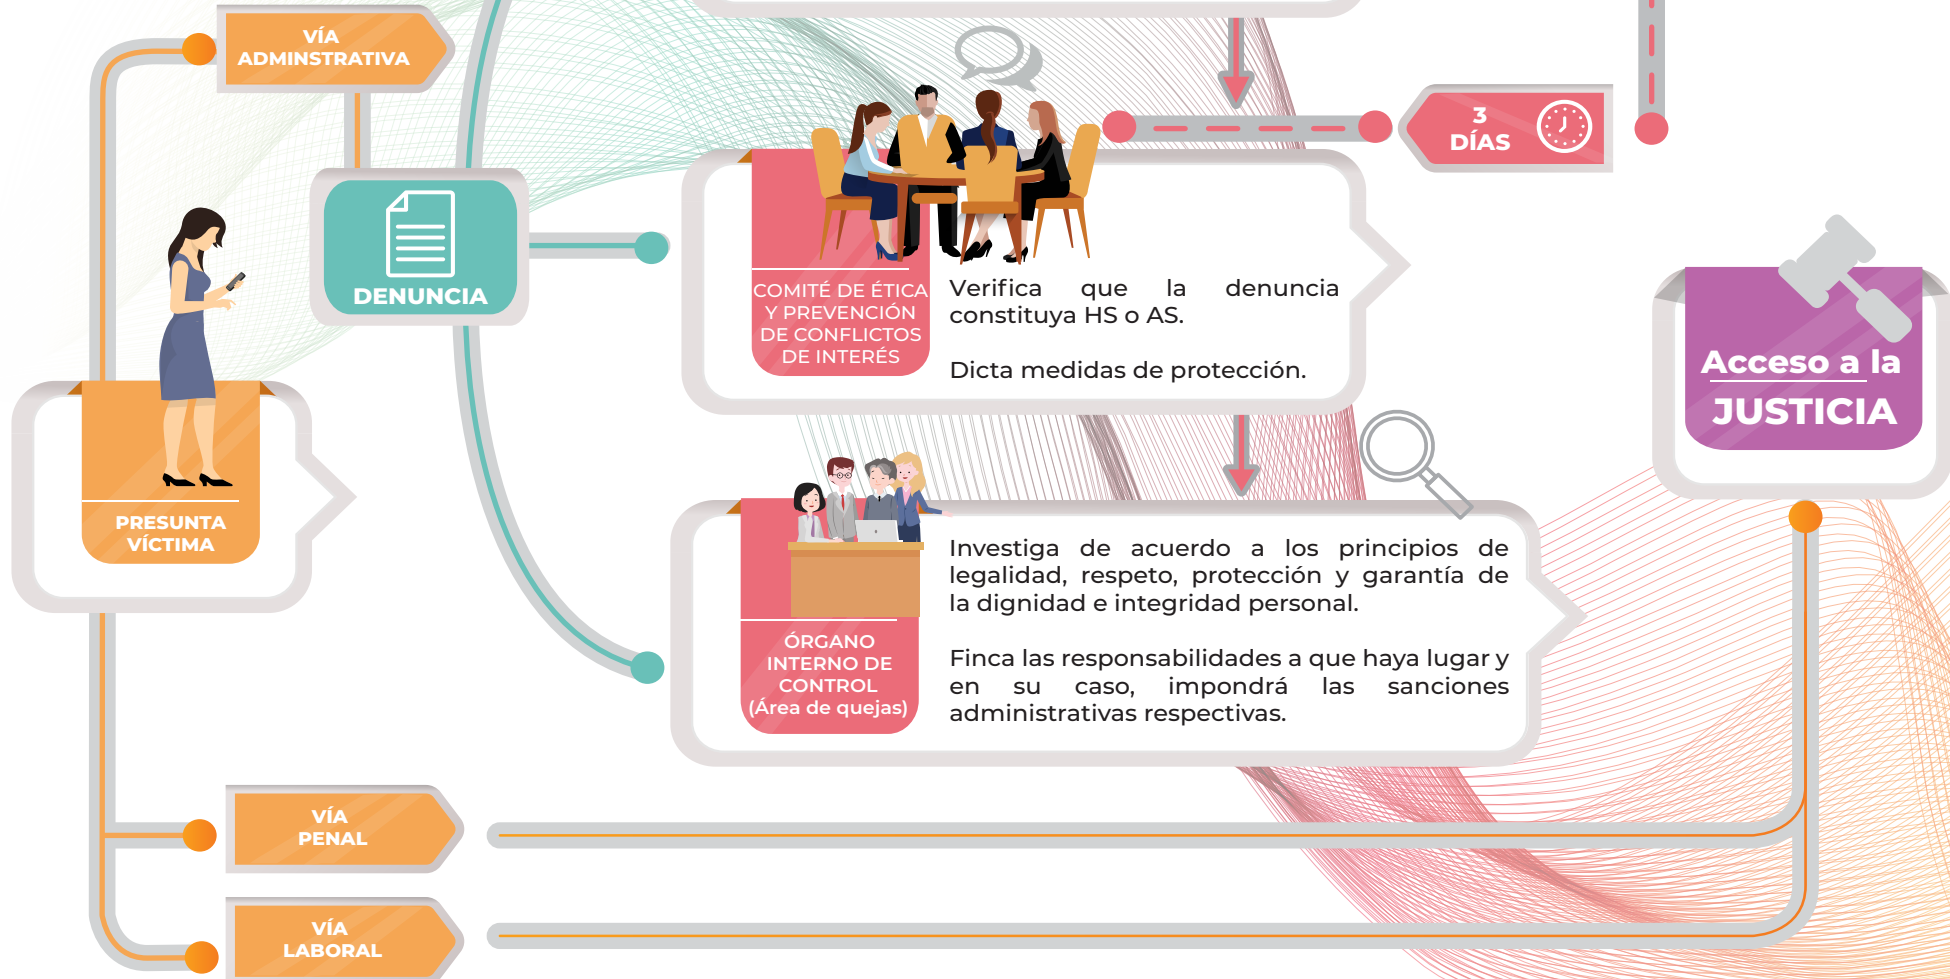 VÍA
ADMINSTRATIVA
3
DÍAS
DENUNCIA
COMITÉ DE ÉTICA
Y PREVENCIÓN
DE CONFLICTOS
DE INTERÉS
Verifica que la denuncia
constituya HS o AS.
Dicta medidas de protección.
Acceso a la
JUSTICIA
PRESUNTA
VÍCTIMA
ÓRGANO
INTERNO DE
CONTROL
(Área de quejas)
Investiga de acuerdo a los principios de
legalidad, respeto, protección y garantía de
la dignidad e integridad personal.
Finca las responsabilidades a que haya lugar y
en su caso, impondrá las sanciones
administrativas respectivas.
VÍA
PENAL
VÍA
LABORAL